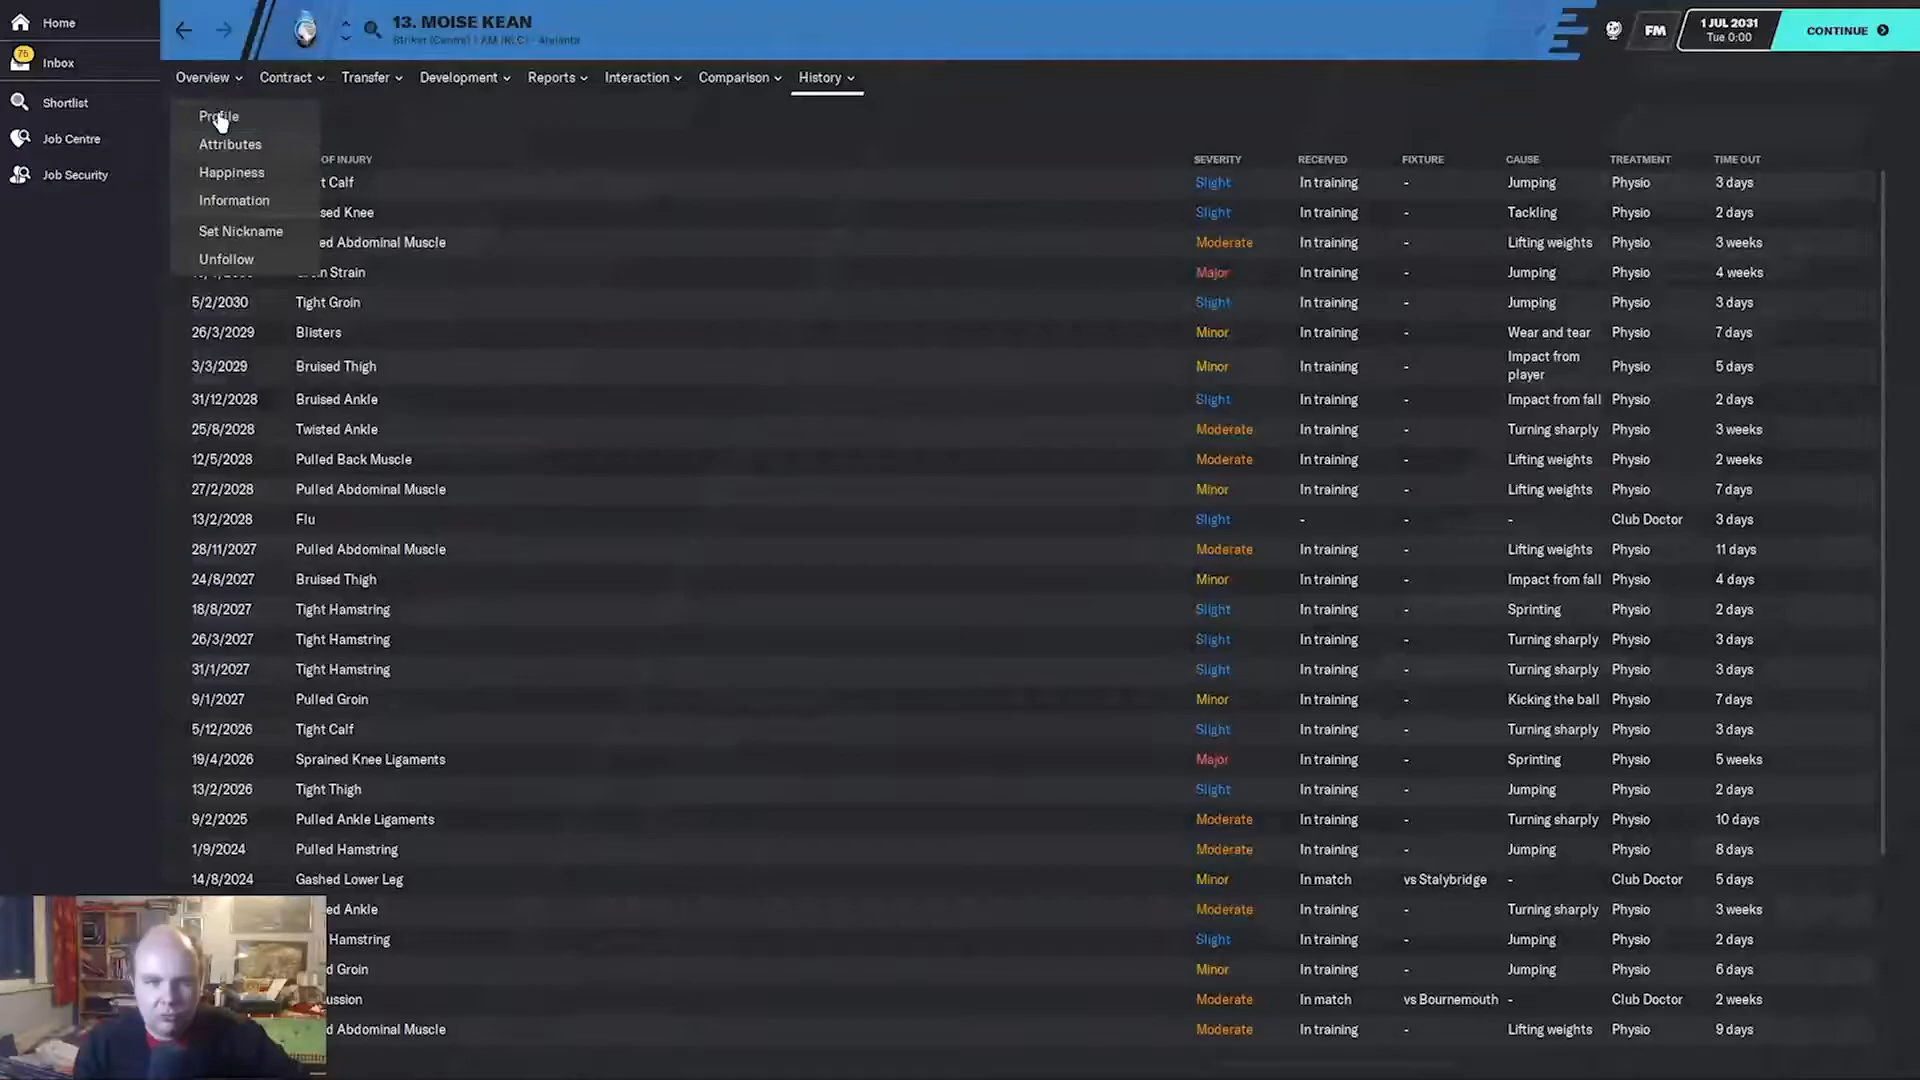 Home
13. MOISE KEAN
Striker (Centre) | AM (RLC) - Atalanta
FM
1 JUL 2031
Tue 0:00
CONTINUE
75
Inbox
Shortlist
Job Centre
Job Security
Overview Contract Transfer Development Reports Interaction Comparison History
Profile
Attributes
Happiness
Information
Set Nickname
Unfollow
OF INJURY SEVERITY RECEIVED FIXTURE CAUSE TREATMENT TIME OUT
t Calf Slight In training - Jumping Physio 3 days
sed Knee Slight In training - Tackling Physio 2 days
ed Abdominal Muscle Moderate In training - Lifting weights Physio 3 weeks
Strain Major In training - Jumping Physio 4 weeks
5/2/2030 Tight Groin Slight In training - Jumping Physio 3 days
26/3/2029 Blisters Minor In training - Wear and tear Physio 7 days
3/3/2029 Bruised Thigh Minor In training - Impact from player Physio 5 days
31/12/2028 Bruised Ankle Slight In training - Impact from fall Physio 2 days
25/8/2028 Twisted Ankle Moderate In training - Turning sharply Physio 3 weeks
12/5/2028 Pulled Back Muscle Moderate In training - Lifting weights Physio 2 weeks
27/2/2028 Pulled Abdominal Muscle Minor In training - Lifting weights Physio 7 days
13/2/2028 Flu Slight - - - Club Doctor 3 days
28/11/2027 Pulled Abdominal Muscle Moderate In training - Lifting weights Physio 11 days
24/8/2027 Bruised Thigh Minor In training - Impact from fall Physio 4 days
18/8/2027 Tight Hamstring Slight In training - Sprinting Physio 2 days
26/3/2027 Tight Hamstring Slight In training - Turning sharply Physio 3 days
31/1/2027 Tight Hamstring Slight In training - Turning sharply Physio 3 days
9/1/2027 Pulled Groin Minor In training - Kicking the ball Physio 7 days
5/12/2026 Tight Calf Slight In training - Turning sharply Physio 3 days
19/4/2026 Sprained Knee Ligaments Major In training - Sprinting Physio 5 weeks
13/2/2026 Tight Thigh Slight In training - Jumping Physio 2 days
9/2/2025 Pulled Ankle Ligaments Moderate In training - Turning sharply Physio 10 days
1/9/2024 Pulled Hamstring Moderate In training - Jumping Physio 8 days
14/8/2024 Gashed Lower Leg Minor In match vs Stalybridge - Club Doctor 5 days
ed Ankle Moderate In training - Turning sharply Physio 3 weeks
Hamstring Slight In training - Jumping Physio 2 days
d Groin Minor In training - Jumping Physio 6 days
ussion Moderate In match vs Bournemouth - Club Doctor 2 weeks
d Abdominal Muscle Moderate In training - Lifting weights Physio 9 days